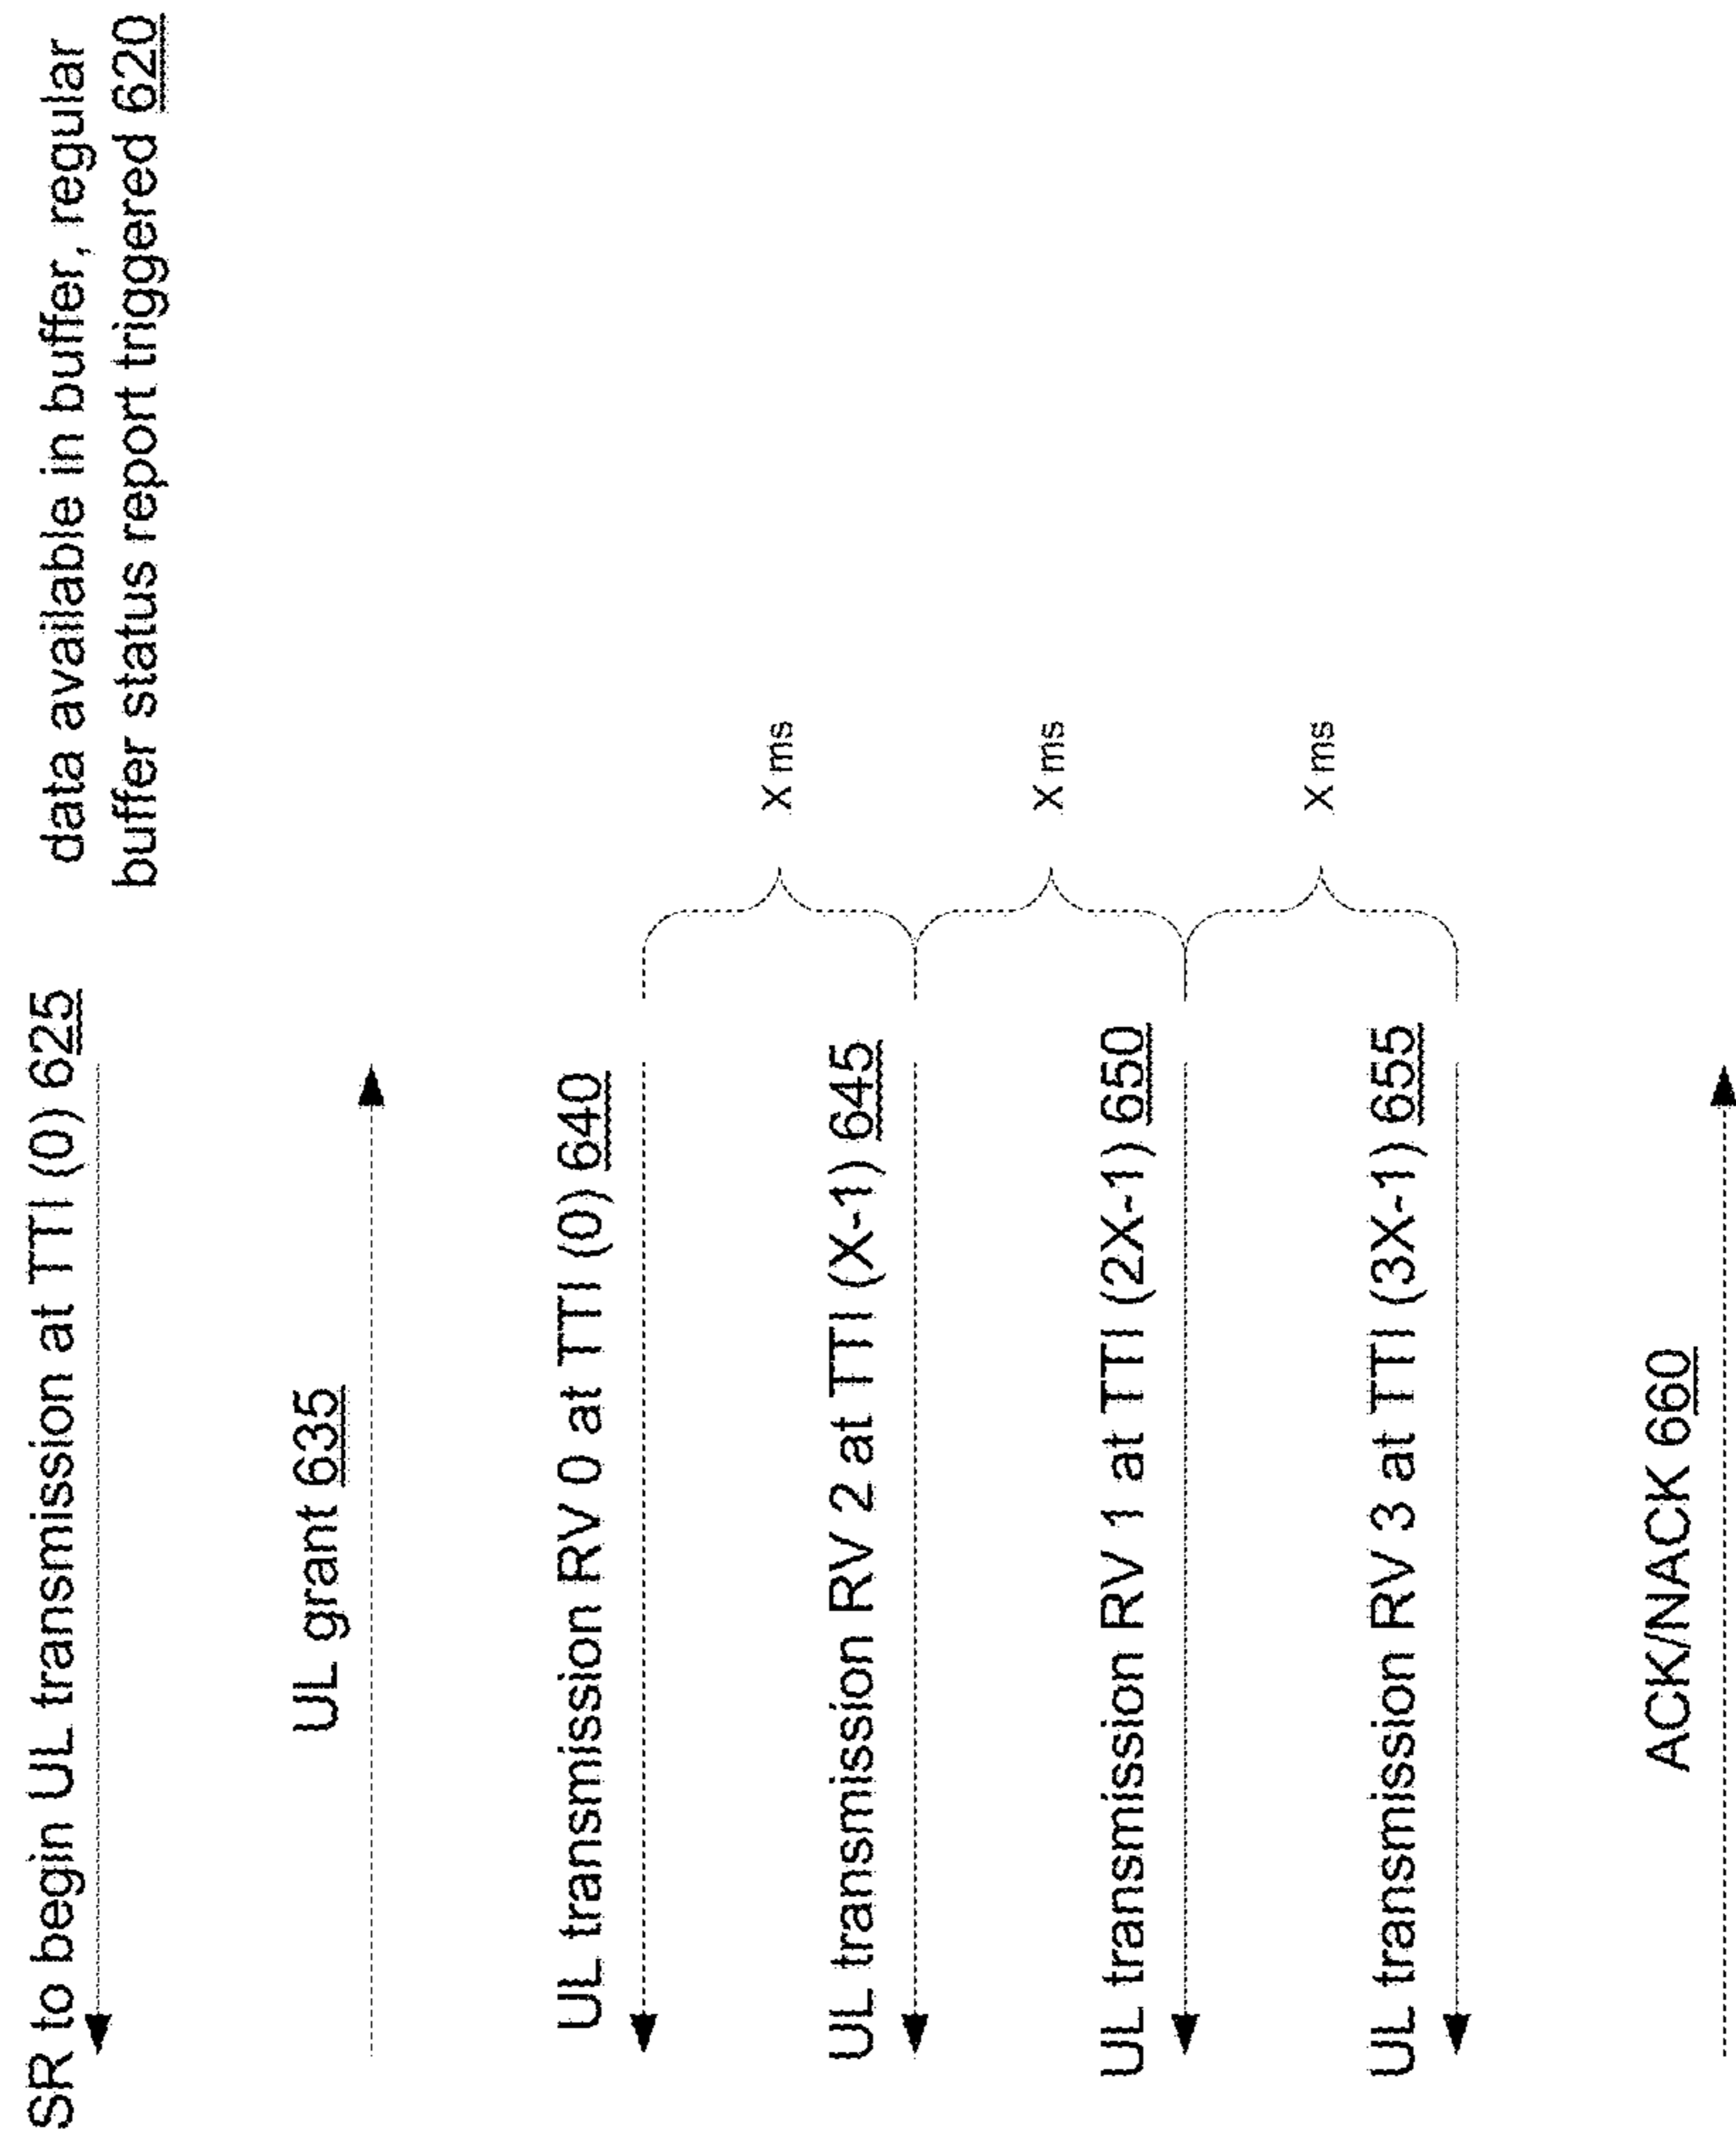 data available in buffer, regular
buffer status report triggered 620
SR to begin UL transmission at TTI (0) 625
UL grant 635
UL transmission RV 0 at TTI (0) 640
X ms
UL transmission RV 2 at TTI (X-1) 645
X ms
UL transmission RV 1 at TTI (2X-1) 650
X ms
UL transmission RV 3 at TTI (3X-1) 655
ACK/NACK 660